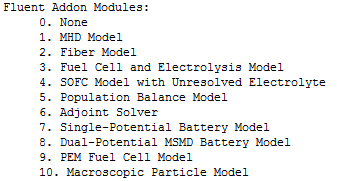 Fluent Addon Modules:
0. None
1. MHD Model
2. Fiber Model
3. Fuel Cell and Electrolysis Model
4. SOFC Model with Unresolved Electrolyte
5. Population Balance Model
6. Adjoint Solver
7. Single-Potential Battery Model
8. Dual-Potential MSMD Battery Model
9. PEM Fuel Cell Model
10. Macroscopic Particle Model